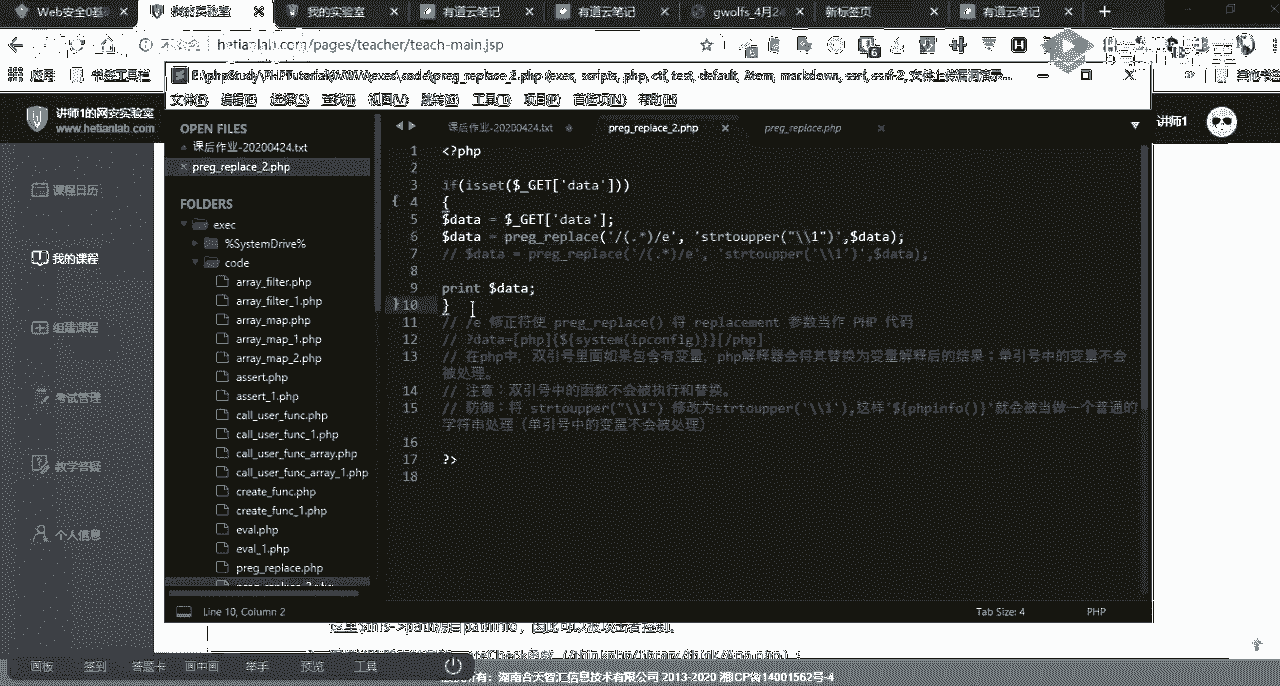 Web安全0基
我的实验室
我的实验室
有道云笔记
有道云笔记
gwolfs_4月24
新标签页
有道云笔记
hetianlab.com/pages/teacher/teach-main.jsp
应用
书签工具栏
其他书签
E:\phpStudy\PHPTutorial\WWW\exec\code\preg_replace_2.php (exec, scripts, php, ctf, test, default,
文件(F) 编辑(E) 选择(S) 查找(I) 视图(V) 跳转(G) 工具(T) 项目(P) 首选项(N) 帮助(H)
讲师1的网安实验室
www.hetianlab.com
讲师1
课程日历
我的课程
组建课程
考试管理
教学答疑
个人信息
OPEN FILES
课后作业-20200424.txt
preg_replace_2.php
FOLDERS
exec
%SystemDrive%
code
array_filter.php
array_filter_1.php
array_map.php
array_map_1.php
array_map_2.php
assert.php
assert_1.php
call_user_func.php
call_user_func_1.php
call_user_func_array.php
call_user_func_array_1.php
create_func.php
create_func_1.php
eval.php
eval_1.php
preg_replace.php
课后作业-20200424.txt
preg_replace_2.php
preg_replace.php
1 <?php
2
3 if(isset($_GET['data']))
4 {
5 $data = $_GET['data'];
6 $data = preg_replace('/(.*)/e', 'strtoupper("\\1")',$data);
7 // $data = preg_replace('/(.*)/e', 'strtoupper('\\1')',$data);
8
9 print $data;
10 }
11 // /e 修正符使 preg_replace() 将 replacement 参数当作 PHP 代码
12 // ?data=[php]{${system(ipconfig)}}[/php]
13 // 在php中，双引号里面如果包含有变量，php解释器会将其替换为变量解释后的结果；单引号中的变量不会
被处理。
14 // 注意：双引号中的函数不会被执行和替换。
15 // 防御：将 strtoupper("\\1") 修改为strtoupper('\\1'),这样'${phpinfo()}'就会被当做一个普通的
字符串处理（单引号中的变量不会被处理）
16
17 ?>
18
Line 10, Column 2
Tab Size: 4
PHP
画板 签到 答题卡 画中画 举手 预览 工具
版权所有：湖南合天智汇信息技术有限公司 2013-2020 湘ICP备14001562号-4